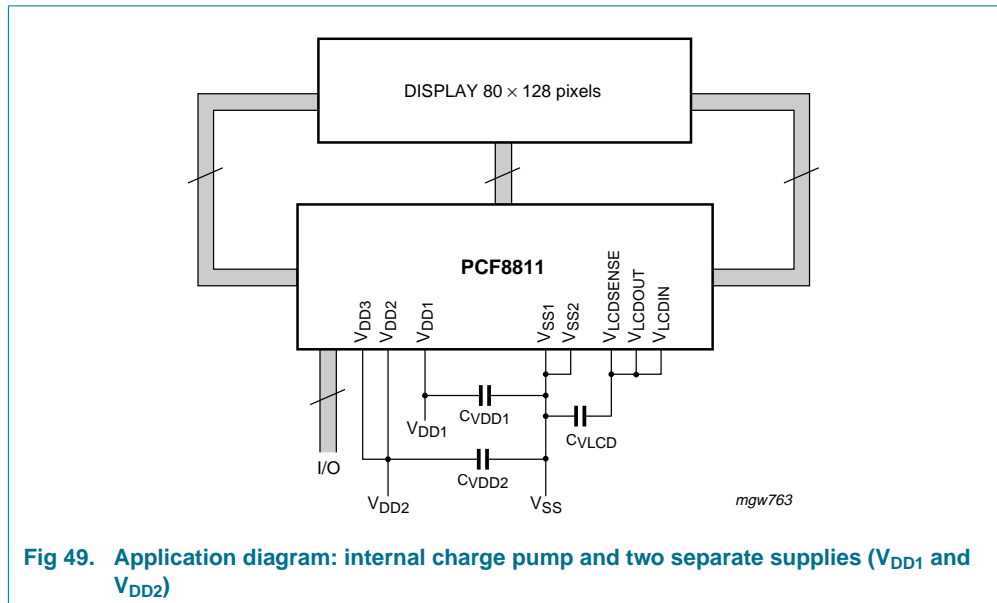 DISPLAY 80 × 128 pixels
PCF8811
VDD3
VDD2
VDD1
VSS1
VSS2
VLCDSENSE
VLCDOUT
VLCDIN
I/O
VDD1
CVDD1
CVLCD
VDD2
CVDD2
VSS
mgw763
Fig 49. Application diagram: internal charge pump and two separate supplies (VDD1 and
VDD2)